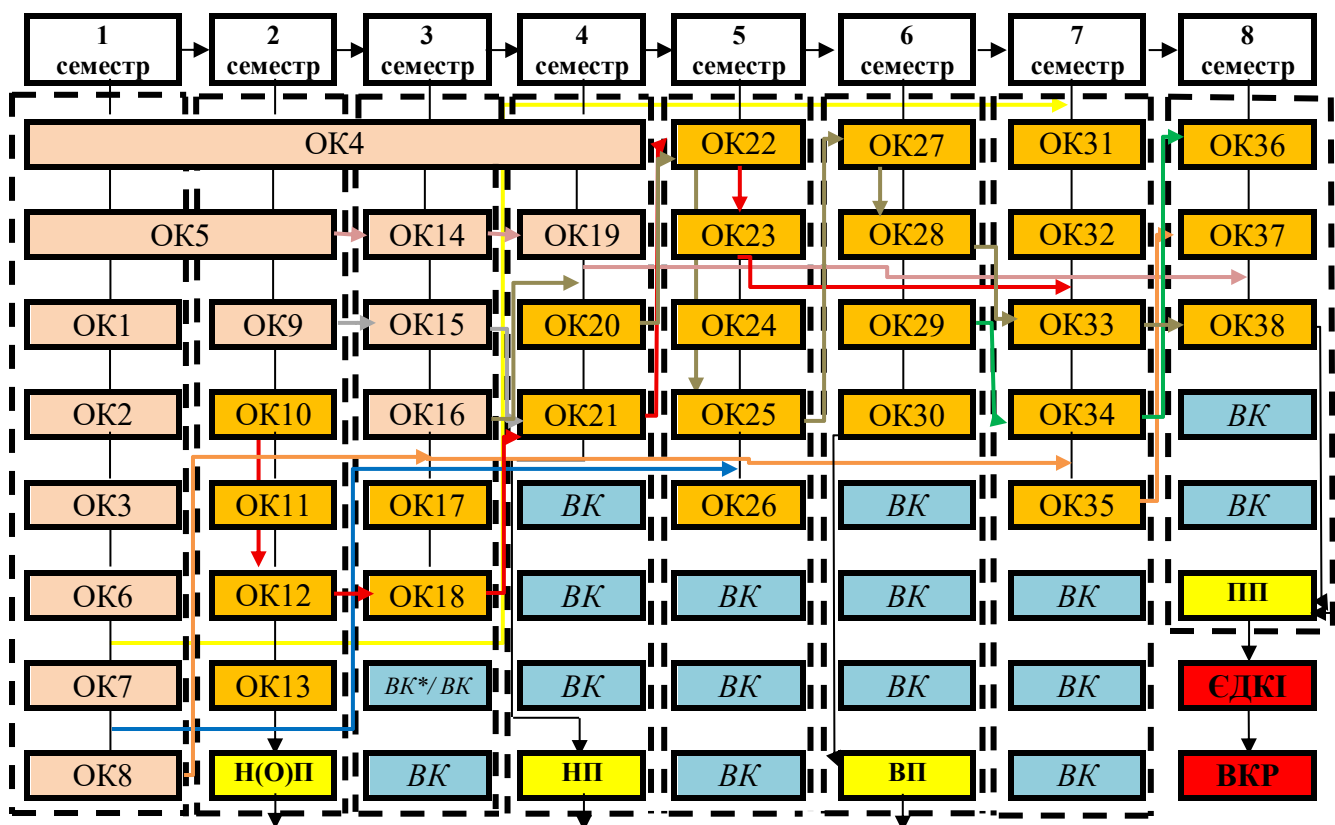 1 семестр
2 семестр
3 семестр
4 семестр
5 семестр
6 семестр
7 семестр
8 семестр
ОК4
ОК22
ОК27
ОК31
ОК36
ОК5
ОК14
ОК19
ОК23
ОК28
ОК32
ОК37
ОК1
ОК9
ОК15
ОК20
ОК24
ОК29
ОК33
ОК38
ОК2
ОК10
ОК16
ОК21
ОК25
ОК30
ОК34
ВК
ОК3
ОК11
ОК17
ВК
ОК26
ВК
ОК35
ВК
ОК6
ОК12
ОК18
ВК
ВК
ВК
ВК
ПП
ОК7
ОК13
ВК*/ ВК
ВК
ВК
ВК
ВК
ЄДКІ
ОК8
Н(О)П
ВК
НП
ВК
ВП
ВК
ВКР